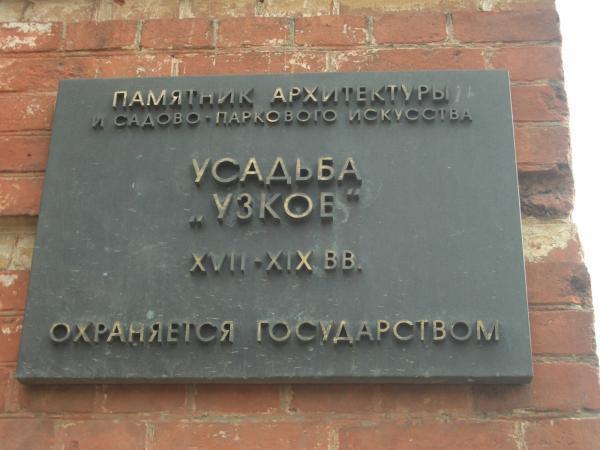 ПАМЯТНИК АРХИТЕКТУРЫ
И САДОВО-ПАРКОВОГО ИСКУССТВА
УСАДЬБА
„УЗКОЕ“
XVII-XIX ВВ.
ОХРАНЯЕТСЯ ГОСУДАРСТВОМ